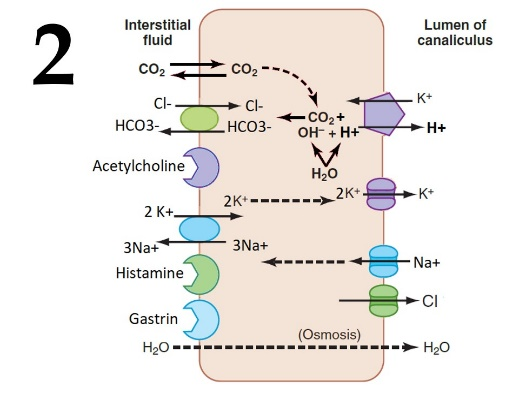 2
Interstitial
fluid
Lumen of
canaliculus
CO₂
CO₂
Cl-
Cl-
K⁺
CO₂+
HCO3-
HCO3-
OH⁻ + H+
H+
Acetylcholine
H₂O
2K⁺
2K⁺
K⁺
2 K+
3Na+
3Na+
Na+
Histamine
Cl
Gastrin
(Osmosis)
H₂O
H₂O